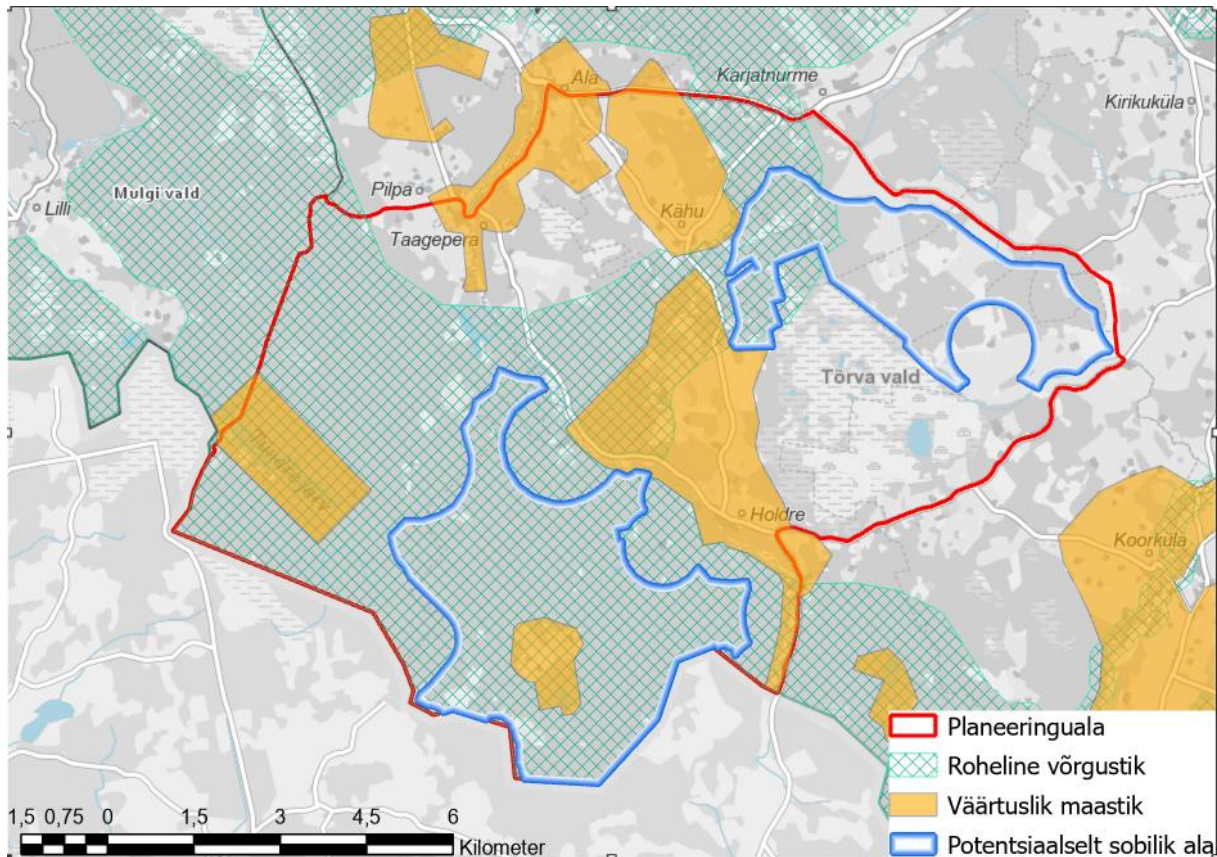 Ala
Karjatnurme
Kirikuküla
Mulgi vald
Pilpa
Lilli
Kähu
Taagepera
Tõrva vald
Holdre
Koorküla
Planeeringuala
Roheline võrgustik
Väärtuslik maastik
Potentsiaalselt sobilik ala
1,5 0,75 0 1,5 3 4,5 6
Kilometer